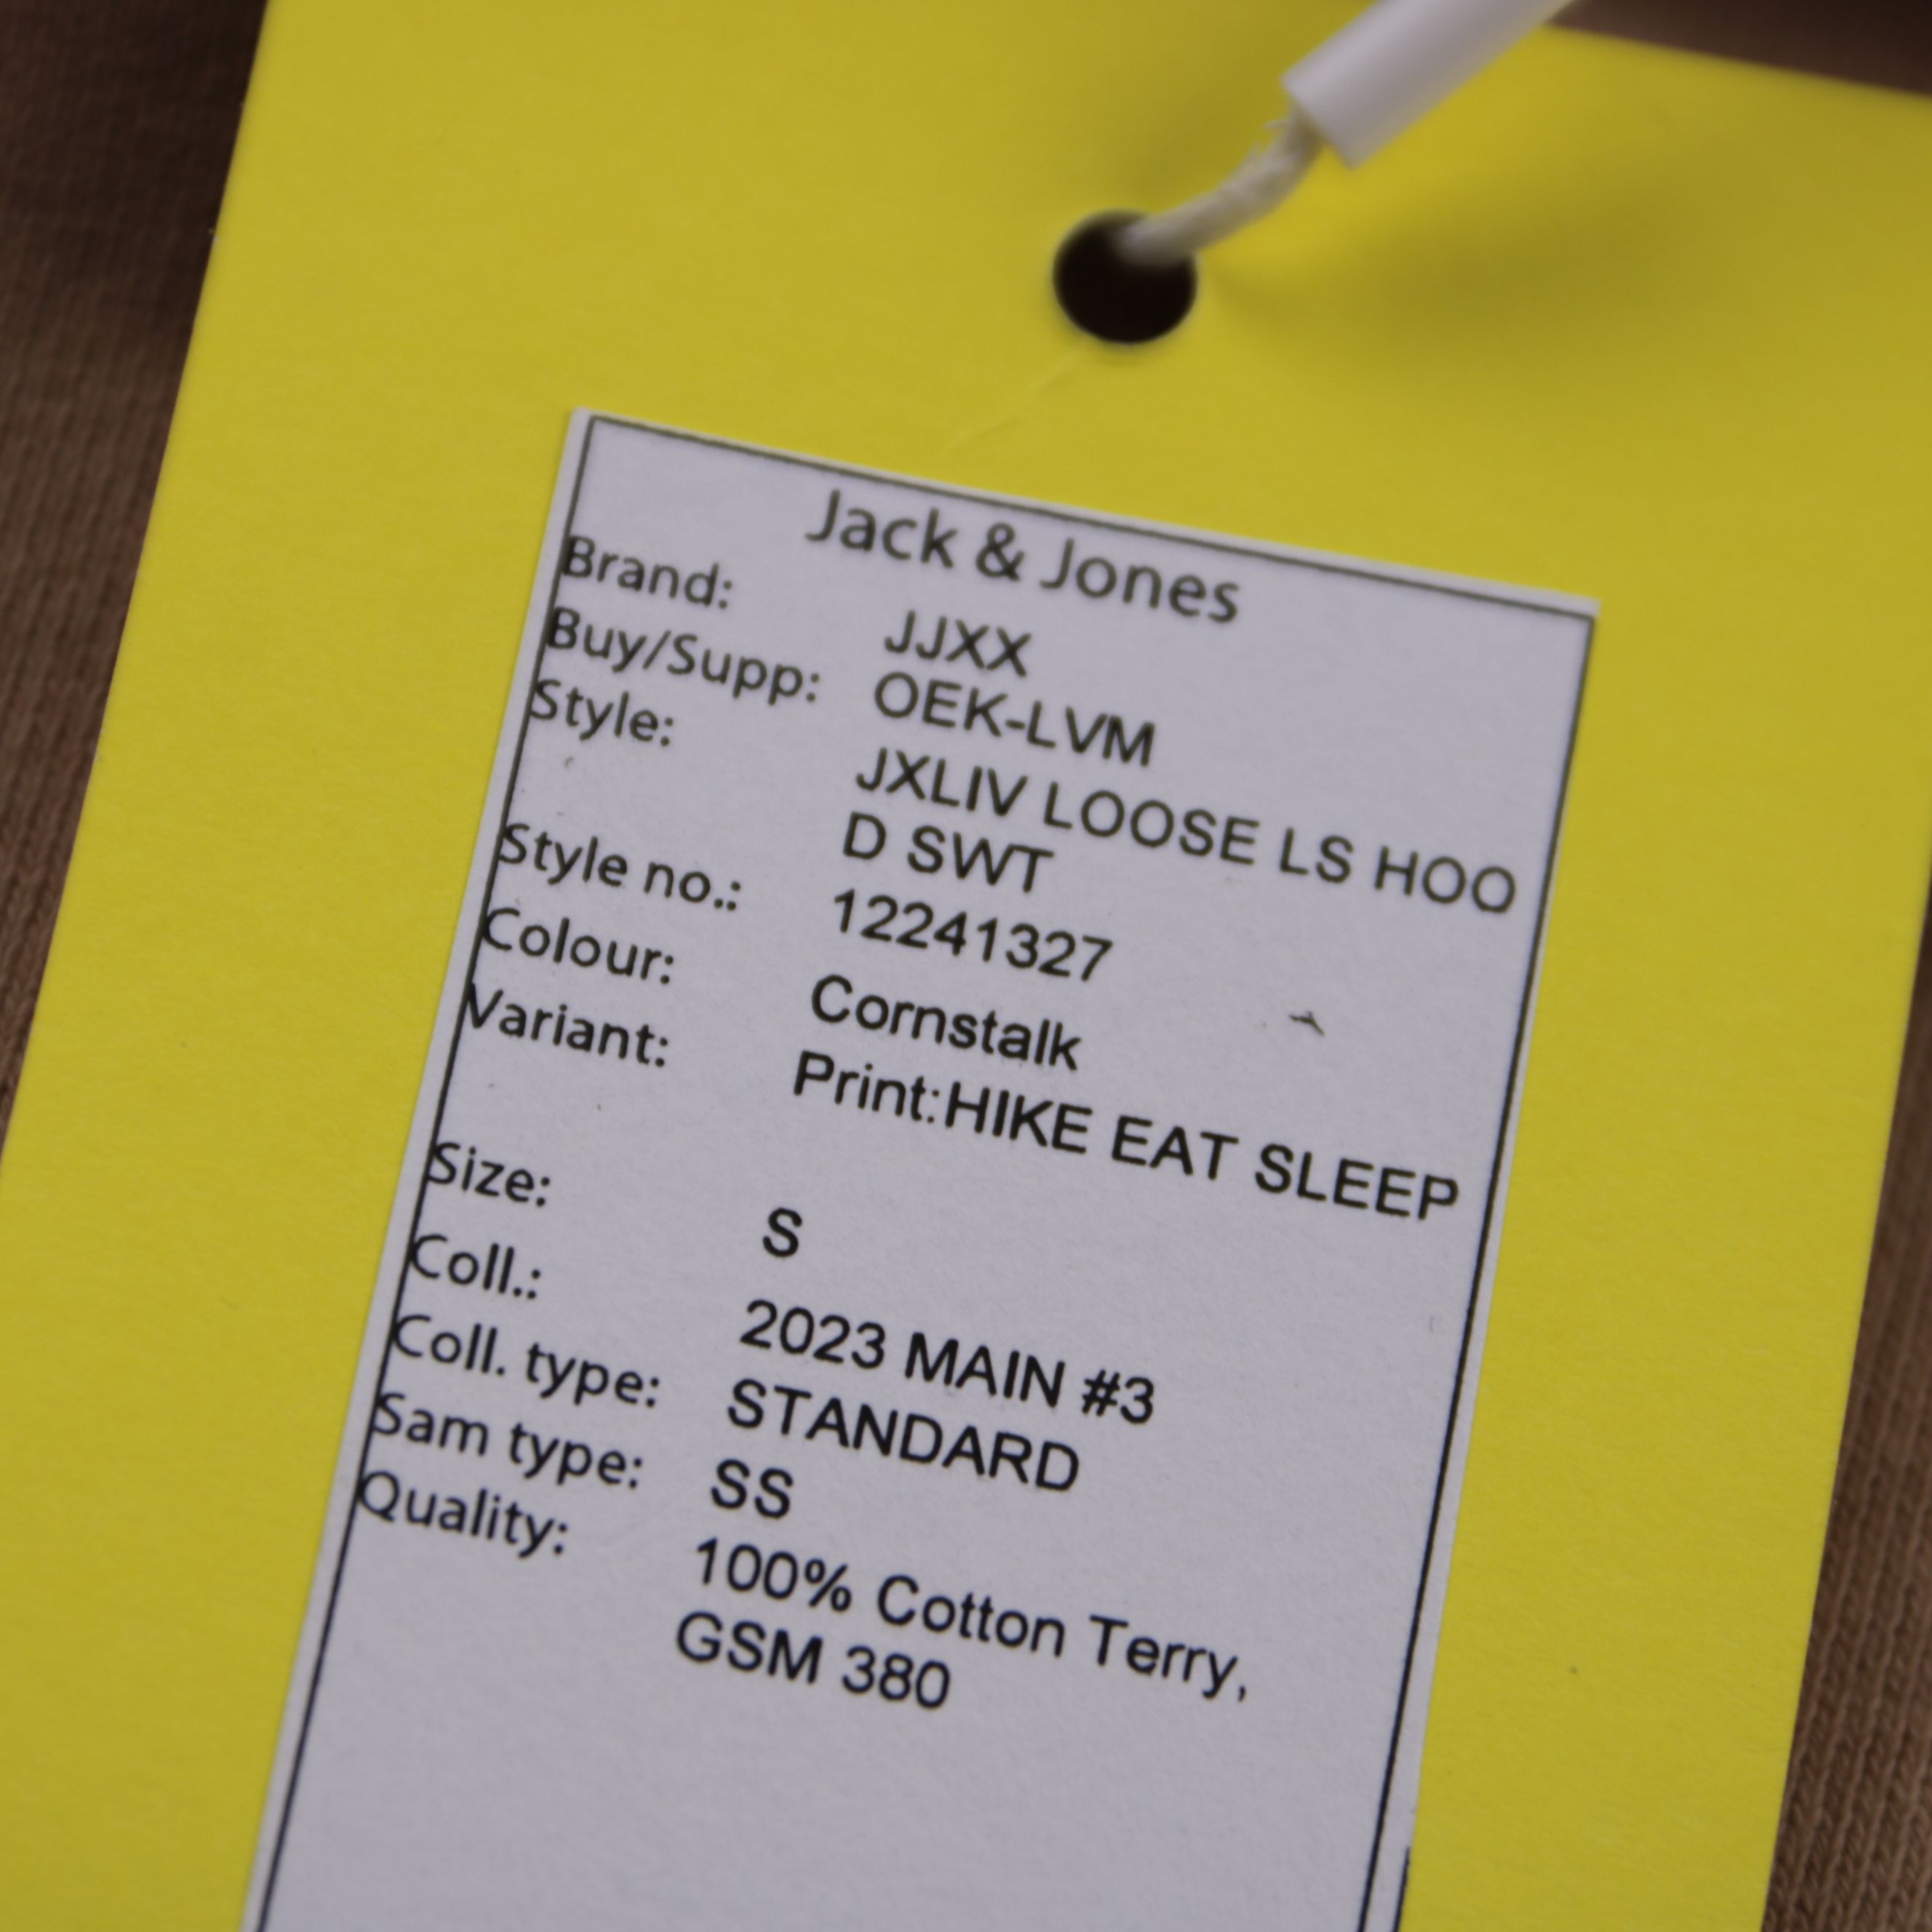 Jack & Jones
Brand: JJXX
Buy/Supp: OEK-LVM
Style: JXLIV LOOSE LS HOO
D SWT
Style no.: 12241327
Colour: Cornstalk
Variant: Print:HIKE EAT SLEEP
Size: S
Coll.: 2023 MAIN #3
Coll. type: STANDARD
Sam type: SS
Quality: 100% Cotton Terry,
GSM 380